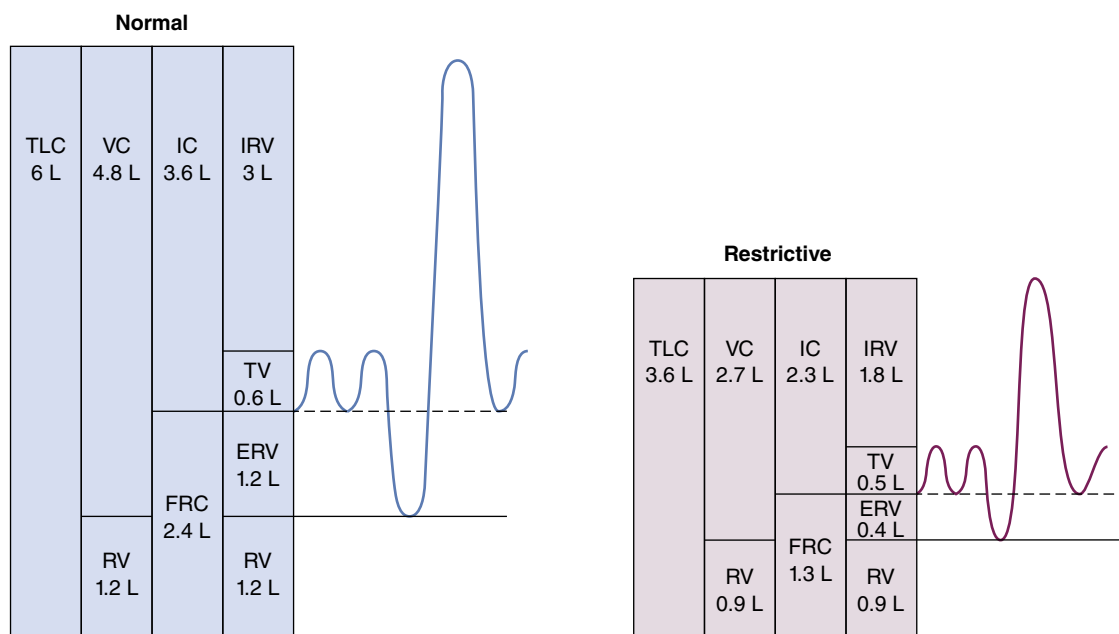 Normal
TLC
6 L
VC
4.8 L
IC
3.6 L
IRV
3 L
TV
0.6 L
ERV
1.2 L
FRC
2.4 L
RV
1.2 L
RV
1.2 L
Restrictive
TLC
3.6 L
VC
2.7 L
IC
2.3 L
IRV
1.8 L
TV
0.5 L
ERV
0.4 L
FRC
1.3 L
RV
0.9 L
RV
0.9 L